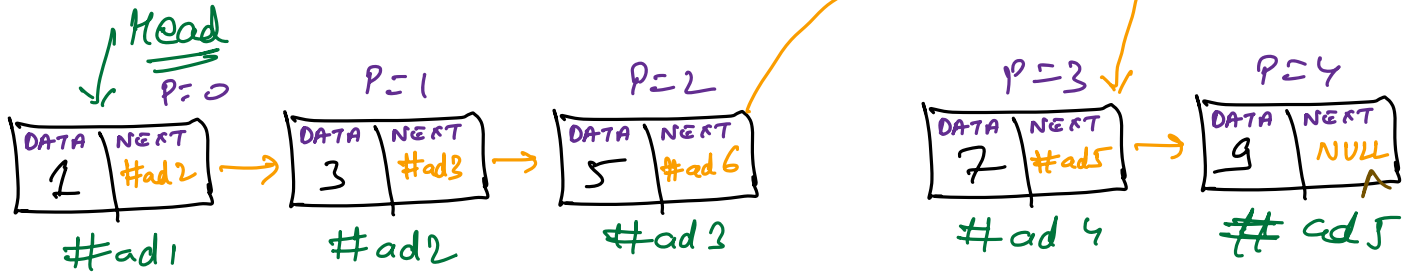 Head
P=0
P=1
P=2
P=3
P=4
DATA NEXT
1 #ad2
DATA NEXT
3 #ad3
DATA NEXT
5 #ad6
DATA NEXT
7 #ad5
DATA NEXT
9 NULL
#ad1
#ad2
#ad3
#ad4
#ad5